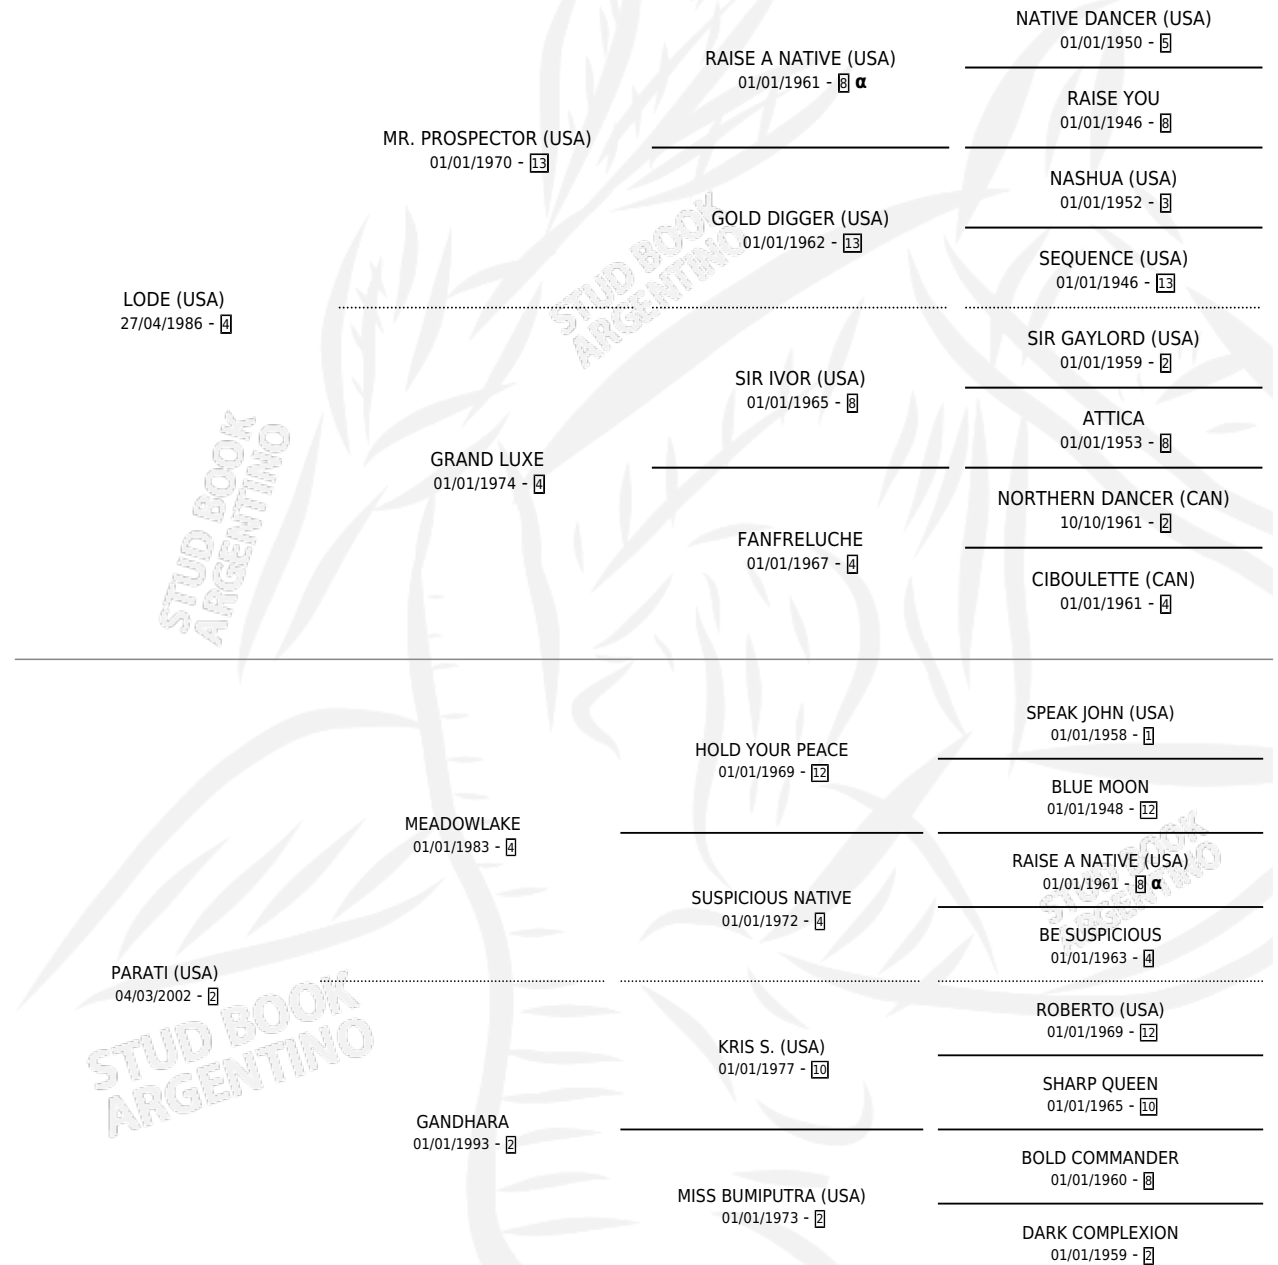 NATIVE DANCER (USA)
01/01/1950 - 5
RAISE A NATIVE (USA)
01/01/1961 - 8 α
RAISE YOU
01/01/1946 - 8
MR. PROSPECTOR (USA)
01/01/1970 - 13
NASHUA (USA)
01/01/1952 - 3
GOLD DIGGER (USA)
01/01/1962 - 13
SEQUENCE (USA)
01/01/1946 - 13
LODE (USA)
27/04/1986 - 4
SIR GAYLORD (USA)
01/01/1959 - 2
SIR IVOR (USA)
01/01/1965 - 8
ATTICA
01/01/1953 - 8
GRAND LUXE
01/01/1974 - 4
NORTHERN DANCER (CAN)
10/10/1961 - 2
FANFRELUCHE
01/01/1967 - 4
CIBOULETTE (CAN)
01/01/1961 - 4
SPEAK JOHN (USA)
01/01/1958 - 1
HOLD YOUR PEACE
01/01/1969 - 12
BLUE MOON
01/01/1948 - 12
MEADOWLAKE
01/01/1983 - 4
RAISE A NATIVE (USA)
01/01/1961 - 8 α
SUSPICIOUS NATIVE
01/01/1972 - 4
BE SUSPICIOUS
01/01/1963 - 4
PARATI (USA)
04/03/2002 - 2
ROBERTO (USA)
01/01/1969 - 12
KRIS S. (USA)
01/01/1977 - 10
SHARP QUEEN
01/01/1965 - 10
GANDHARA
01/01/1993 - 2
BOLD COMMANDER
01/01/1960 - 8
MISS BUMIPUTRA (USA)
01/01/1973 - 2
DARK COMPLEXION
01/01/1959 - 2
STUD BOOK
ARGENTINO
STUD BOOK
ARGENTINO
STUD BOOK
ARGENTINO
STUD BOOK
ARGENTINO